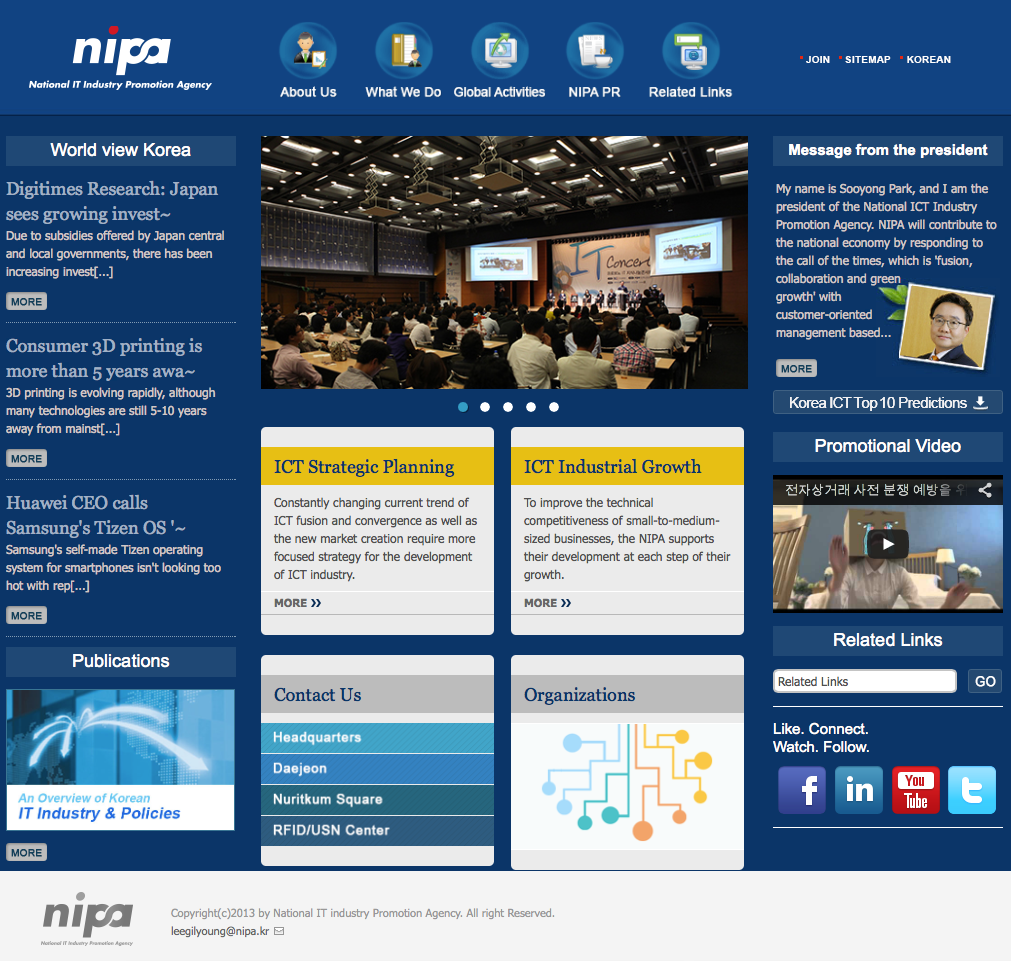 nipa
National IT Industry Promotion Agency
About Us
What We Do
Global Activities
NIPA PR
Related Links
JOIN
SITEMAP
KOREAN
World view Korea
Digitimes Research: Japan
sees growing invest~
Due to subsidies offered by Japan central
and local governments, there has been
increasing invest[...]
MORE
Consumer 3D printing is
more than 5 years awa~
3D printing is evolving rapidly, although
many technologies are still 5-10 years
away from mainst[...]
MORE
Huawei CEO calls
Samsung's Tizen OS '~
Samsung's self-made Tizen operating
system for smartphones isn't looking too
hot with rep[...]
MORE
Publications
An Overview of Korean
IT Industry & Policies
MORE
IT Concert
ICT Strategic Planning
Constantly changing current trend of
ICT fusion and convergence as well as
the new market creation require more
focused strategy for the development
of ICT industry.
MORE
ICT Industrial Growth
To improve the technical
competitiveness of small-to-medium-
sized businesses, the NIPA supports
their development at each step of their
growth.
MORE
Contact Us
Headquarters
Daejeon
Nuritkum Square
RFID/USN Center
Organizations
Message from the president
My name is Sooyong Park, and I am the
president of the National ICT Industry
Promotion Agency. NIPA will contribute to
the national economy by responding to
the call of the times, which is 'fusion,
collaboration and green
growth' with
customer-oriented
management based...
MORE
Korea ICT Top 10 Predictions
Promotional Video
전자상거래 사전 분쟁 예방을
Related Links
Related Links
GO
Like. Connect.
Watch. Follow.
f
in
You
Tube
t
nipa
National IT Industry Promotion Agency
Copyright(c)2013 by National IT industry Promotion Agency. All right Reserved.
leegilyoung@nipa.kr